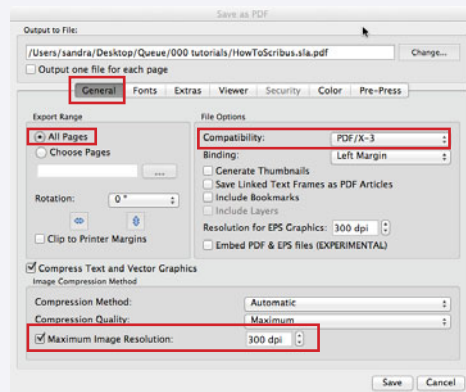 Save as PDF
Output to File:
/Users/sandra/Desktop/Queue/000 tutorials/HowToScribus.sla.pdf Change...
Output one file for each page
General Fonts Extras Viewer Security Color Pre-Press
Export Range
All Pages
Choose Pages
...
Rotation: 0°
Clip to Printer Margins
File Options
Compatibility: PDF/X-3
Binding: Left Margin
Generate Thumbnails
Save Linked Text Frames as PDF Articles
Include Bookmarks
Include Layers
Resolution for EPS Graphics: 300 dpi
Embed PDF & EPS files (EXPERIMENTAL)
Compress Text and Vector Graphics
Image Compression Method
Compression Method: Automatic
Compression Quality: Maximum
Maximum Image Resolution: 300 dpi
Save Cancel